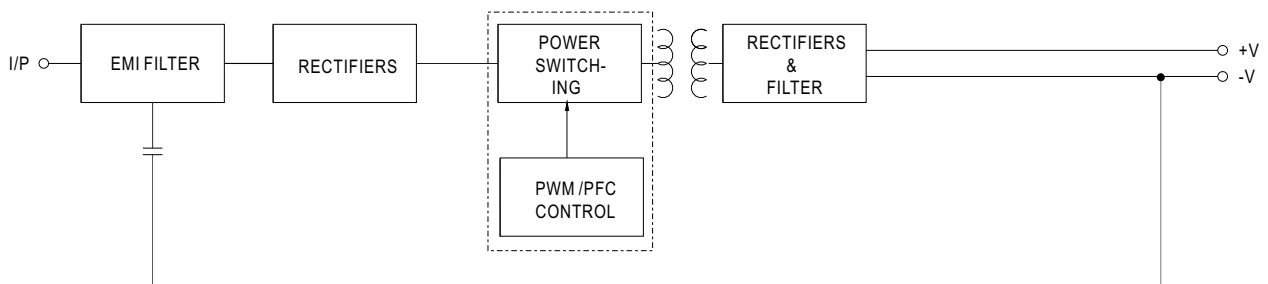 I/P
EMI FILTER
RECTIFIERS
POWER
SWITCH-
ING
RECTIFIERS
&
FILTER
+V
-V
PWM /PFC
CONTROL